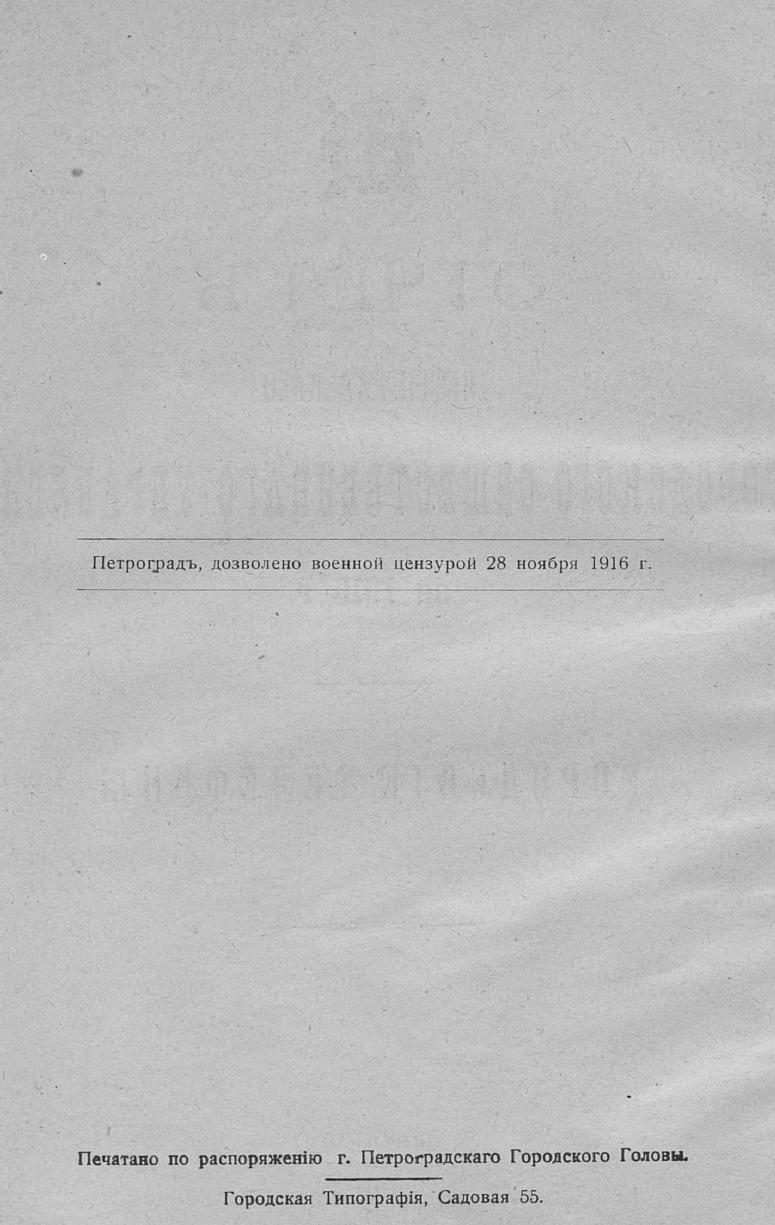 Петроградъ, дозволено военной цензурой 28 ноября 1916 г.
Печатано по распоряженію г. Петроградскаго Городского Головы.
Городская Типографія, Садовая 55.